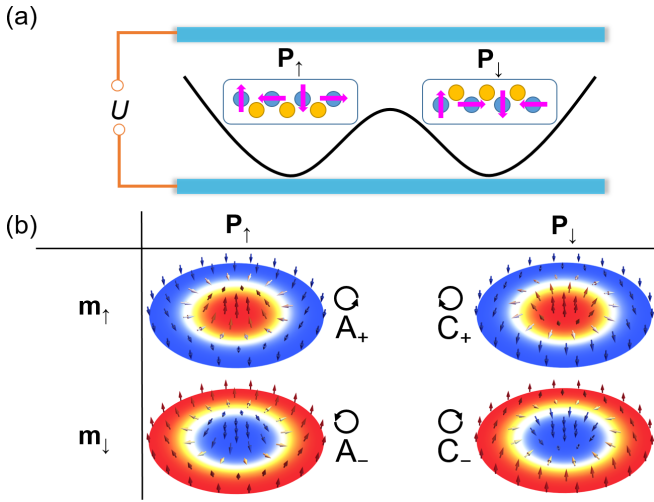 (a)
P↑ P↓
U
(b)
P↑ P↓
m↑
A₊ C₊
m↓
A₋ C₋